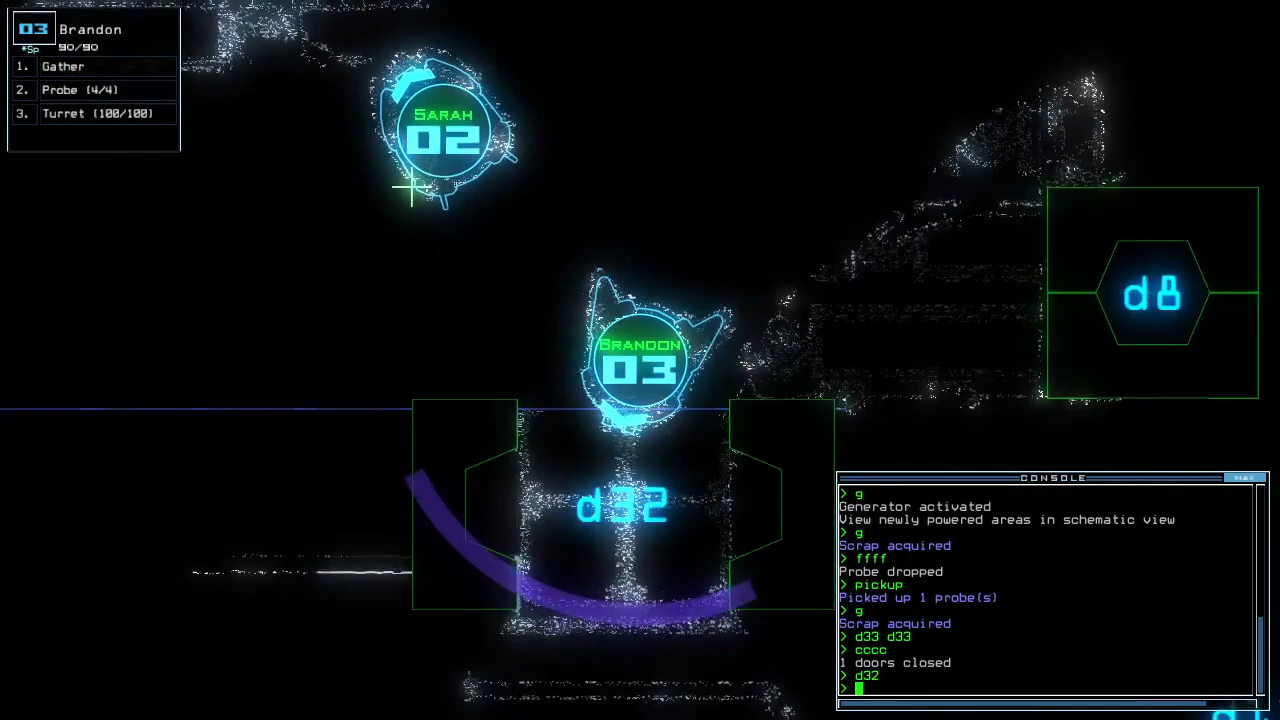 03 Brandon
*Sp 90/90
1. Gather
2. Probe (4/4)
3. Turret (100/100)
SARAH
02
BRANDON
03
d8
d32
CONSOLE
MAX
> g
Generator activated
View newly powered areas in schematic view
> g
Scrap acquired
> ffff
Probe dropped
> pickup
Picked up 1 probe(s)
> g
Scrap acquired
> d33 d33
> cccc
1 doors closed
> d32
>